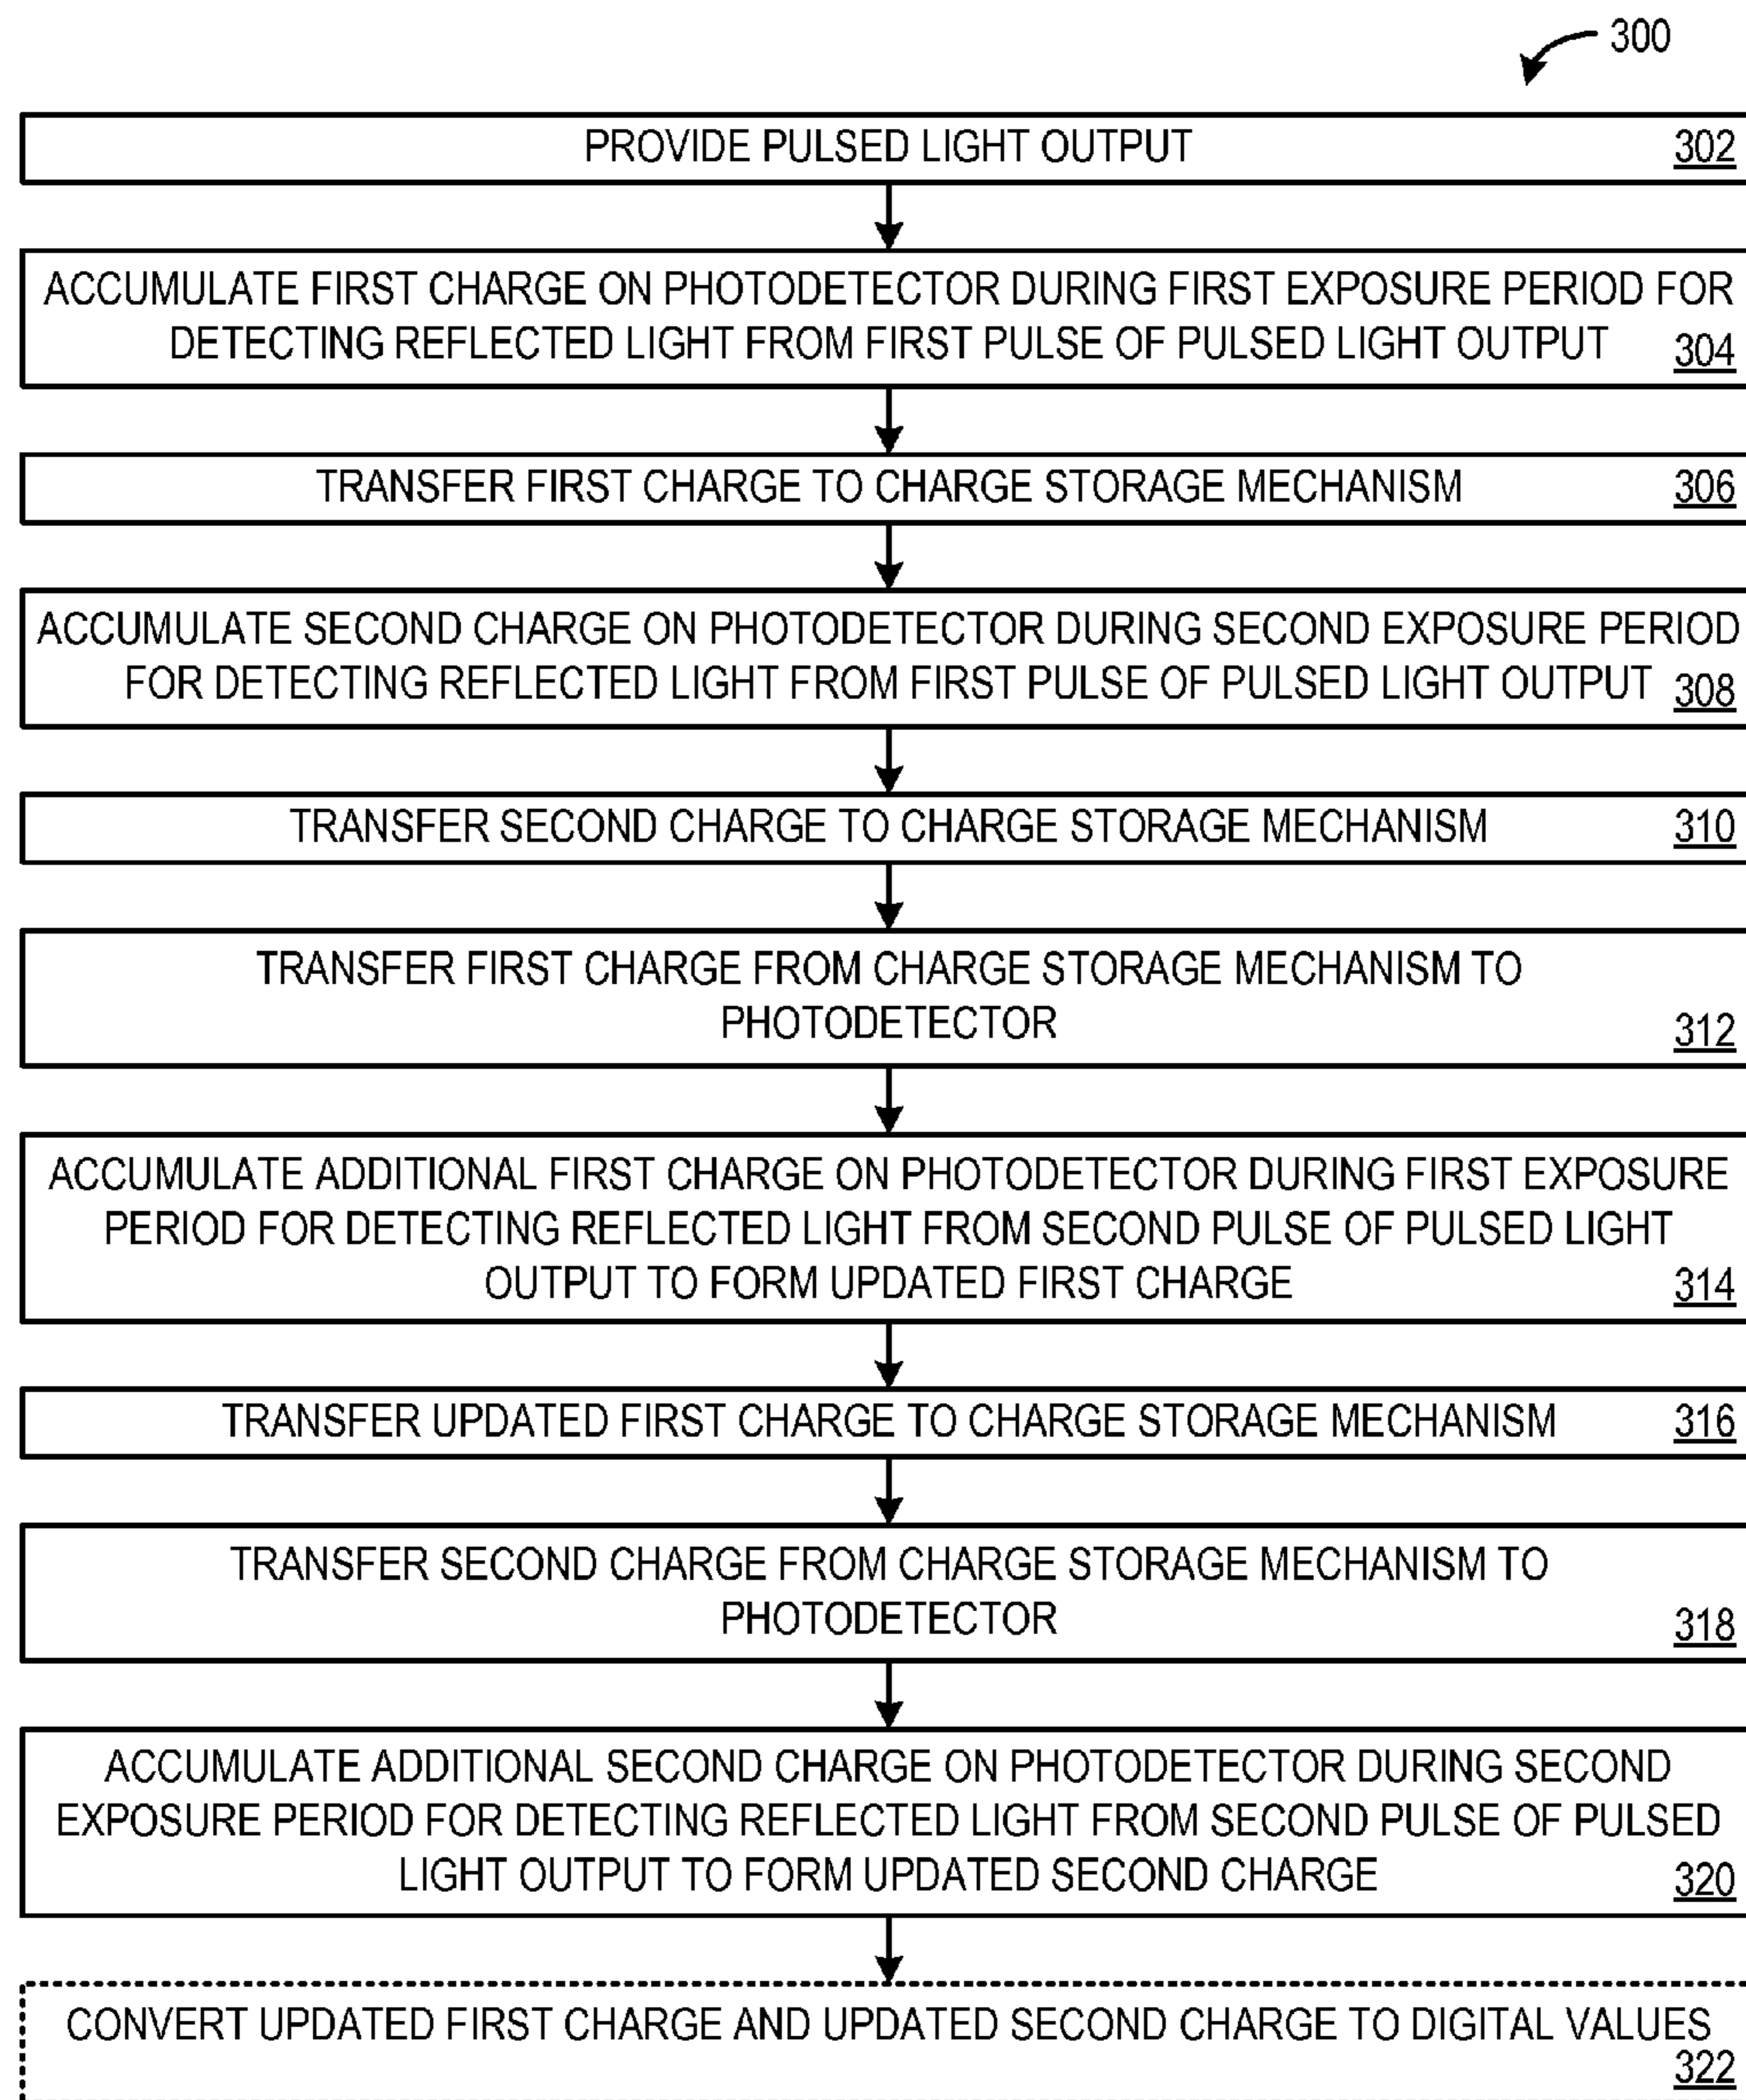 300
PROVIDE PULSED LIGHT OUTPUT 302
ACCUMULATE FIRST CHARGE ON PHOTODETECTOR DURING FIRST EXPOSURE PERIOD FOR
DETECTING REFLECTED LIGHT FROM FIRST PULSE OF PULSED LIGHT OUTPUT 304
TRANSFER FIRST CHARGE TO CHARGE STORAGE MECHANISM 306
ACCUMULATE SECOND CHARGE ON PHOTODETECTOR DURING SECOND EXPOSURE PERIOD
FOR DETECTING REFLECTED LIGHT FROM FIRST PULSE OF PULSED LIGHT OUTPUT 308
TRANSFER SECOND CHARGE TO CHARGE STORAGE MECHANISM 310
TRANSFER FIRST CHARGE FROM CHARGE STORAGE MECHANISM TO
PHOTODETECTOR 312
ACCUMULATE ADDITIONAL FIRST CHARGE ON PHOTODETECTOR DURING FIRST EXPOSURE
PERIOD FOR DETECTING REFLECTED LIGHT FROM SECOND PULSE OF PULSED LIGHT
OUTPUT TO FORM UPDATED FIRST CHARGE 314
TRANSFER UPDATED FIRST CHARGE TO CHARGE STORAGE MECHANISM 316
TRANSFER SECOND CHARGE FROM CHARGE STORAGE MECHANISM TO
PHOTODETECTOR 318
ACCUMULATE ADDITIONAL SECOND CHARGE ON PHOTODETECTOR DURING SECOND
EXPOSURE PERIOD FOR DETECTING REFLECTED LIGHT FROM SECOND PULSE OF PULSED
LIGHT OUTPUT TO FORM UPDATED SECOND CHARGE 320
CONVERT UPDATED FIRST CHARGE AND UPDATED SECOND CHARGE TO DIGITAL VALUES
322